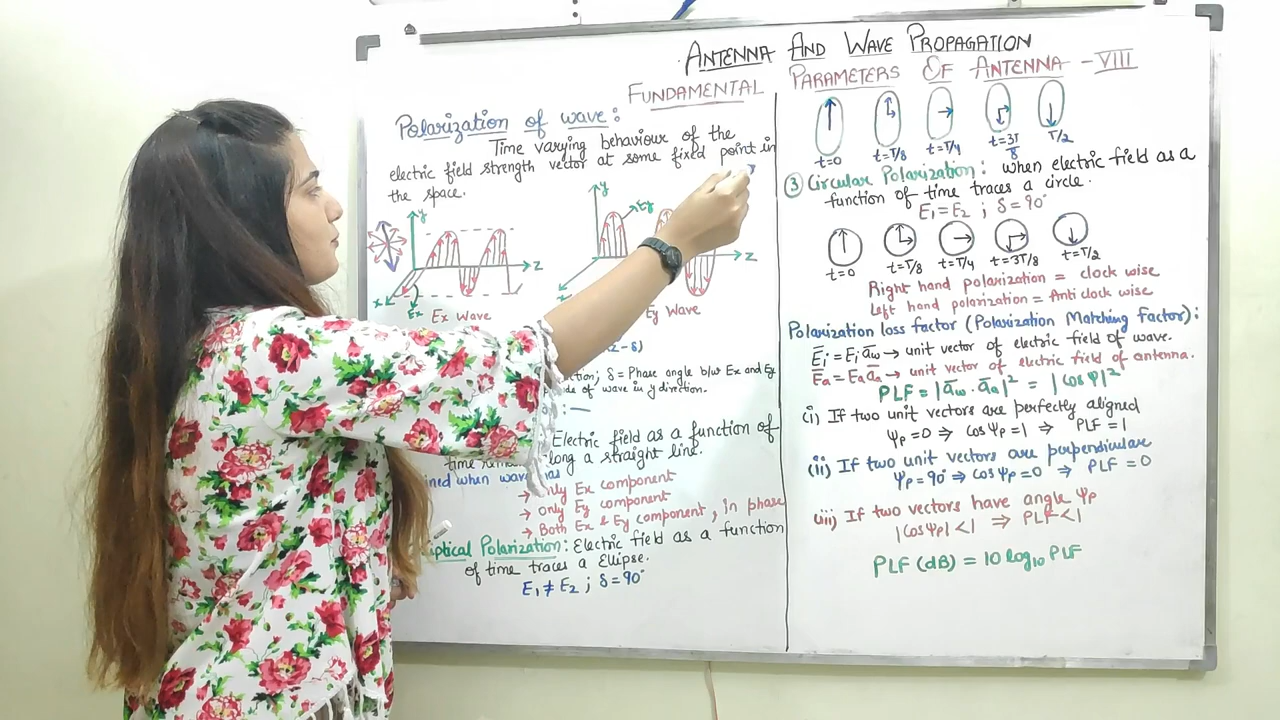 ANTENNA AND WAVE PROPAGATION
FUNDAMENTAL PARAMETERS OF ANTENNA - VIII
Polarization of wave:
Time varying behaviour of the
electric field strength vector at some fixed point in
the space.
y
z
x
Ex
Ex Wave
y
Ey
z
Ey Wave
z-δ)
ction; δ = Phase angle b/w Ex and Ey
de of wave in y direction.
:—
Electric field as a function of
time along a straight line.
ined when wave has
→ Only Ex component
→ Only Ey component
→ Both Ex & Ey component, in phase
iptical Polarization: Electric field as a function
of time traces a Ellipse.
E₁ ≠ E₂ ; δ = 90°
t=0 t=T/8 t=T/4 t=3T/8 T/2
③ Circular Polarization: when electric field as a
function of time traces a circle.
E₁ = E₂ ; δ = 90°
t=0 t=T/8 t=T/4 t=3T/8 t=T/2
Right hand polarization = clock wise
Left hand polarization = Anti clock wise
Polarization loss factor (Polarization Matching factor):
E̅i = Ei a̅w → unit vector of electric field of wave.
E̅a = Ea a̅a → unit vector of electric field of antenna.
PLF = |a̅w . a̅a|² = |cos φ|²
i) If two unit vectors are perfectly aligned
Ψp = 0 ⇒ cos Ψp = 1 ⇒ PLF = 1
(ii) If two unit vectors are perpendicular
Ψp = 90° ⇒ cos Ψp = 0 ⇒ PLF = 0
iii) If two vectors have angle Ψp
|cos Ψp| < 1 ⇒ PLF < 1
PLF (dB) = 10 log₁₀ PLF